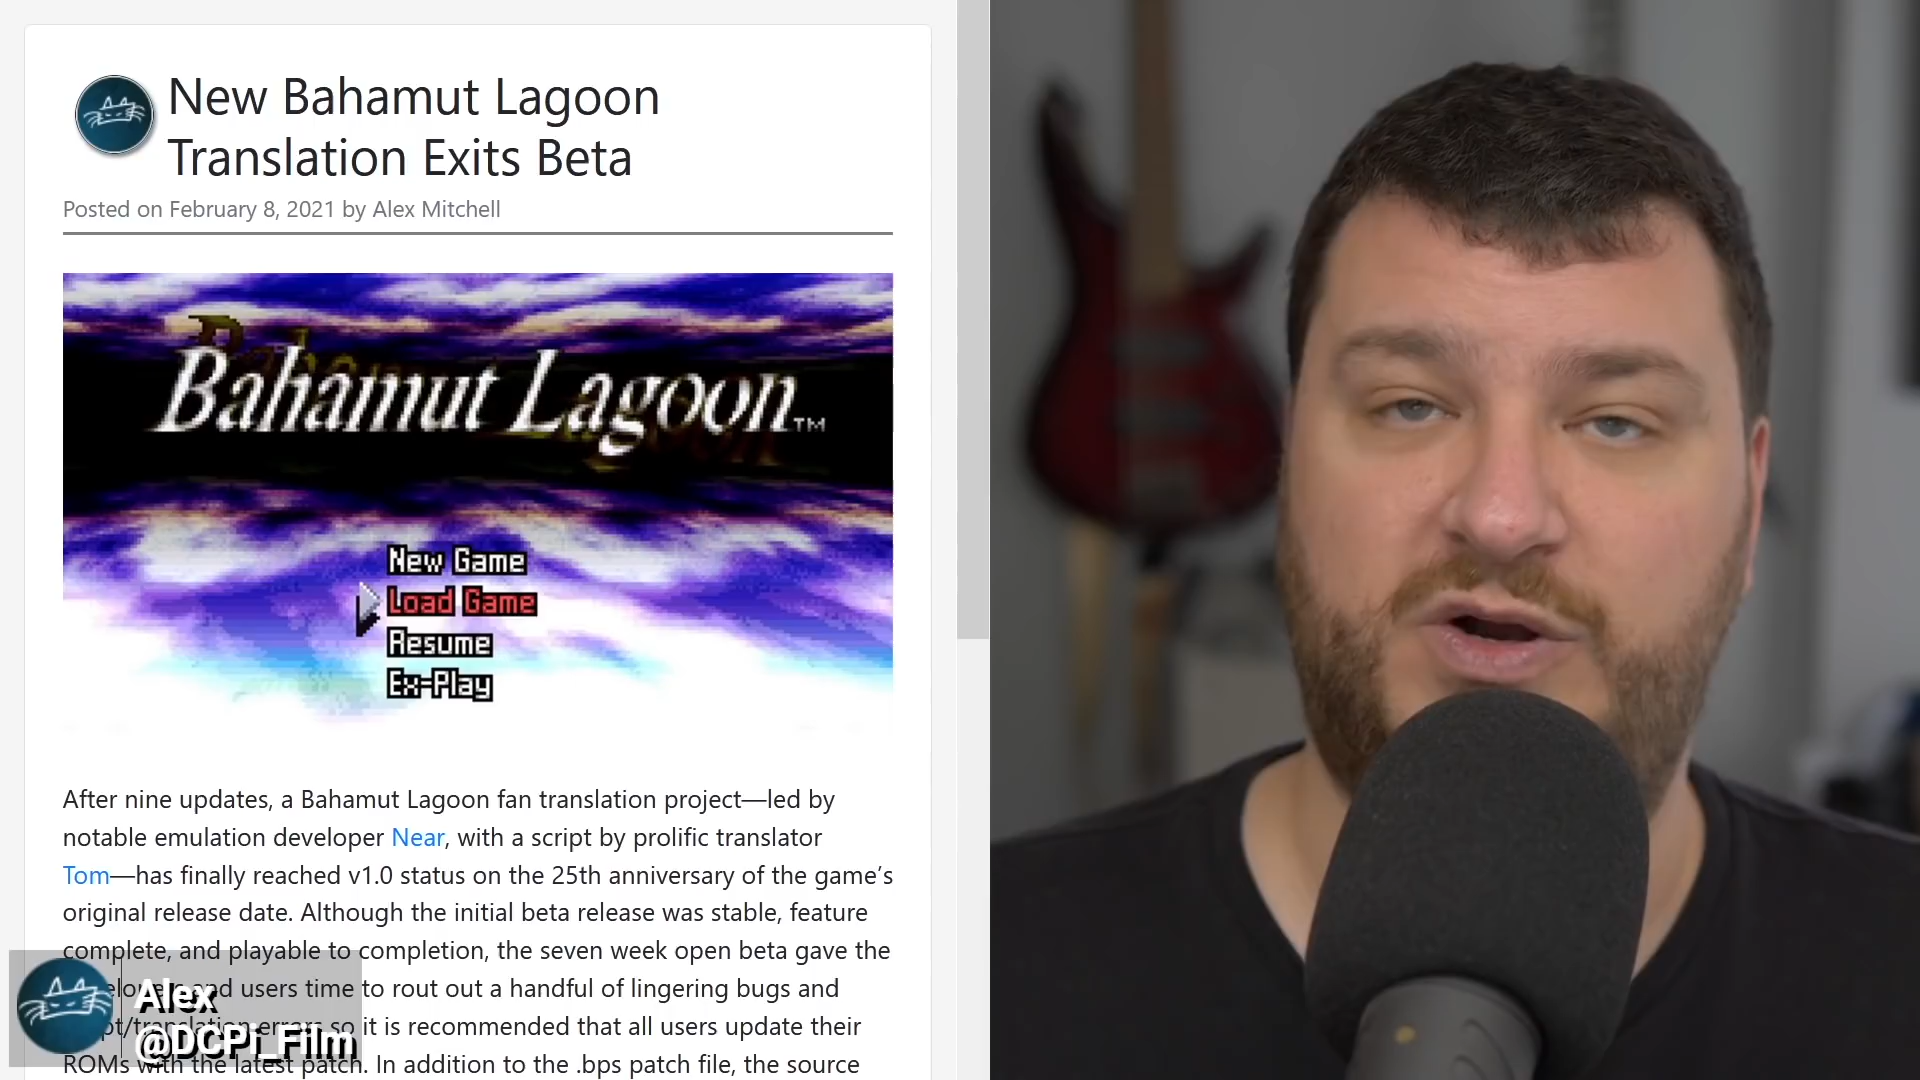 New Bahamut Lagoon
Translation Exits Beta
Posted on February 8, 2021 by Alex Mitchell
Bahamut Lagoon™
New Game
Load Game
Resume
Ex-Play
After nine updates, a Bahamut Lagoon fan translation project—led by
notable emulation developer Near, with a script by prolific translator
Tom—has finally reached v1.0 status on the 25th anniversary of the game’s
original release date. Although the initial beta release was stable, feature
complete, and playable to completion, the seven week open beta gave the
and users time to rout out a handful of lingering bugs and
translation errors so it is recommended that all users update their
ROMs with the latest patch. In addition to the .bps patch file, the source
Alex
@DCPi_Film